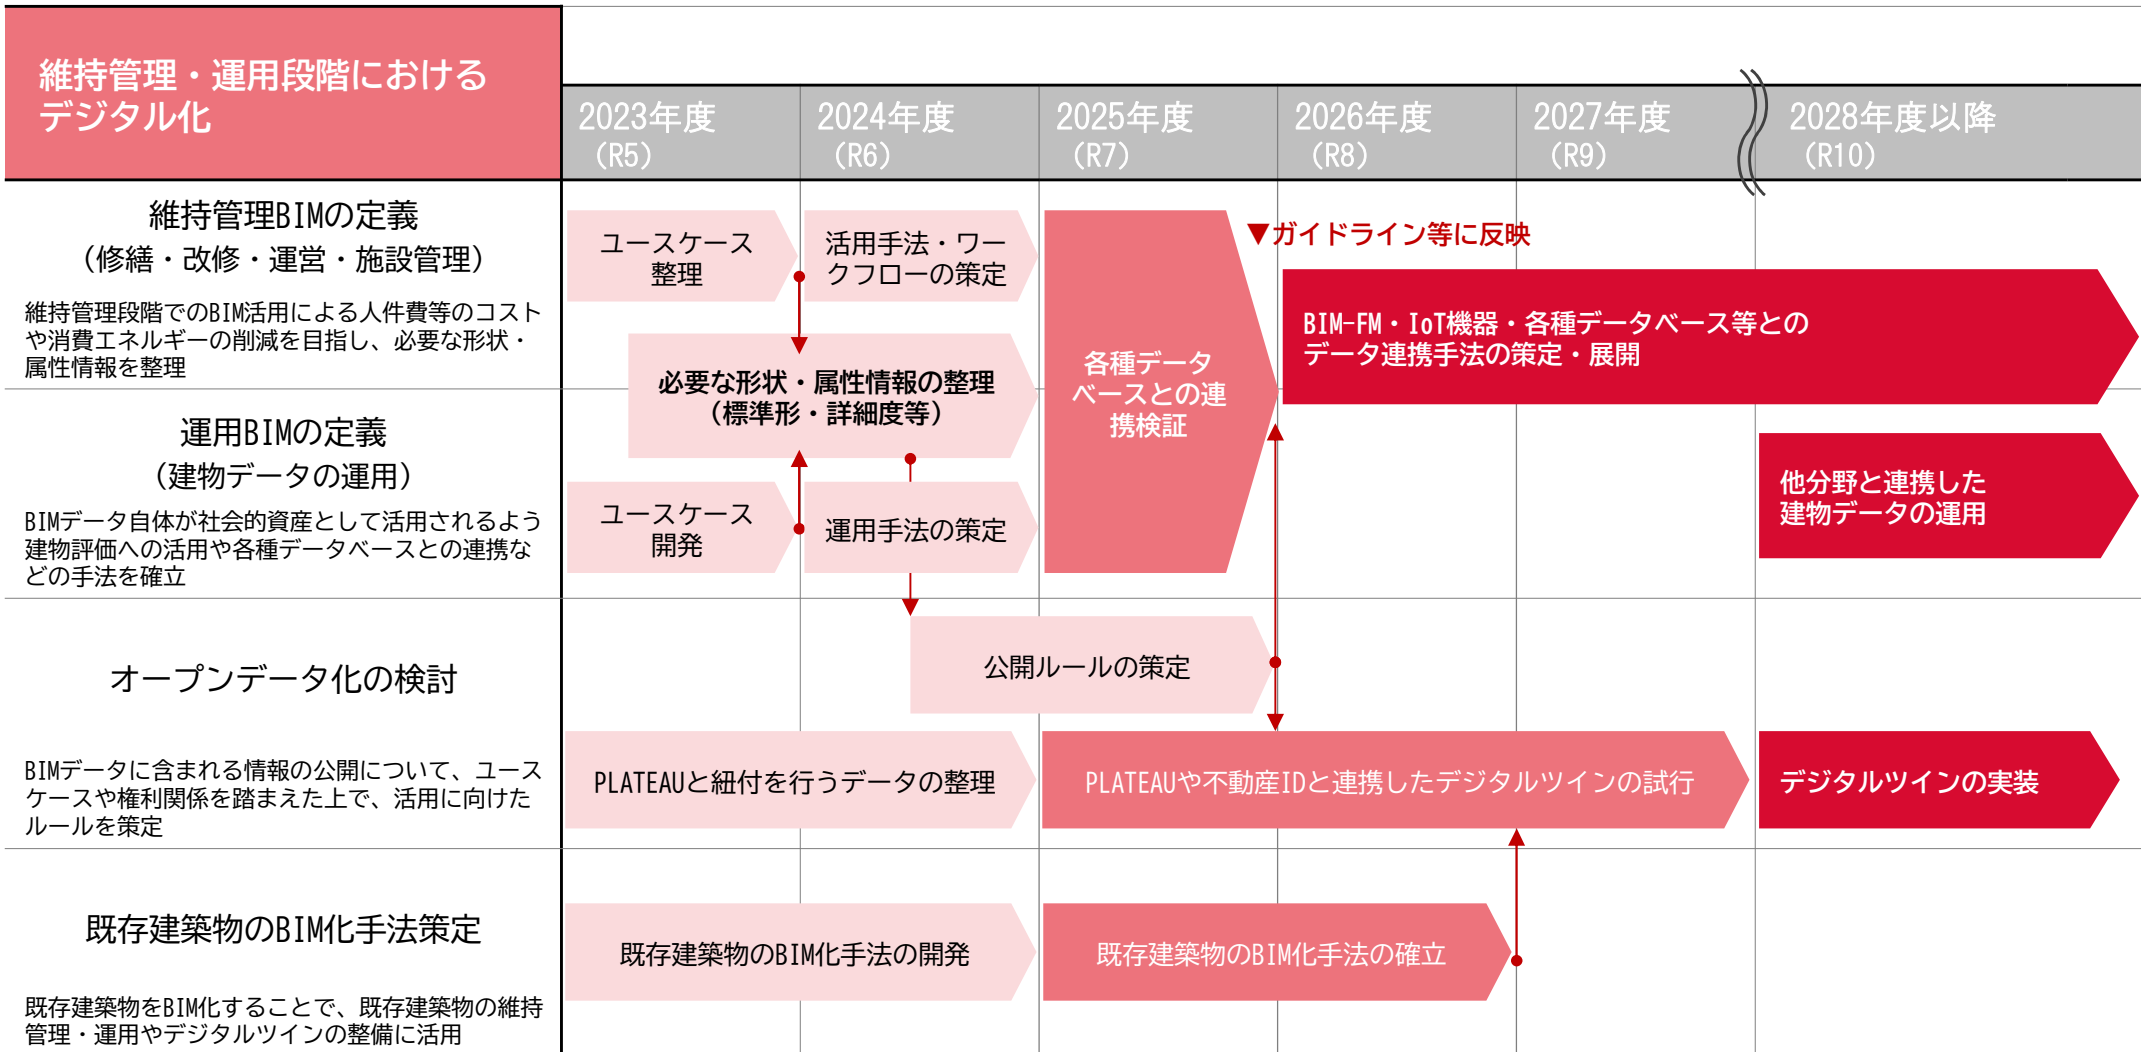 維持管理・運用段階における
デジタル化
2023年度
（R5）
2024年度
（R6）
2025年度
（R7）
2026年度
（R8）
2027年度
（R9）
2028年度以降
（R10）
維持管理BIMの定義
（修繕・改修・運営・施設管理）
維持管理段階でのBIM活用による人件費等のコスト
や消費エネルギーの削減を目指し、必要な形状・
属性情報を整理
ユースケース
整理
活用手法・ワー
クフローの策定
必要な形状・属性情報の整理
（標準形・詳細度等）
各種データ
ベースとの連
携検証
▼ガイドライン等に反映
BIM-FM・IoT機器・各種データベース等との
データ連携手法の策定・展開
運用BIMの定義
（建物データの運用）
BIMデータ自体が社会的資産として活用されるよう
建物評価への活用や各種データベースとの連携な
どの手法を確立
ユースケース
開発
運用手法の策定
他分野と連携した
建物データの運用
オープンデータ化の検討
BIMデータに含まれる情報の公開について、ユース
ケースや権利関係を踏まえた上で、活用に向けた
ルールを策定
公開ルールの策定
PLATEAUと紐付を行うデータの整理
PLATEAUや不動産IDと連携したデジタルツインの試行
デジタルツインの実装
既存建築物のBIM化手法策定
既存建築物をBIM化することで、既存建築物の維持
管理・運用やデジタルツインの整備に活用
既存建築物のBIM化手法の開発
既存建築物のBIM化手法の確立